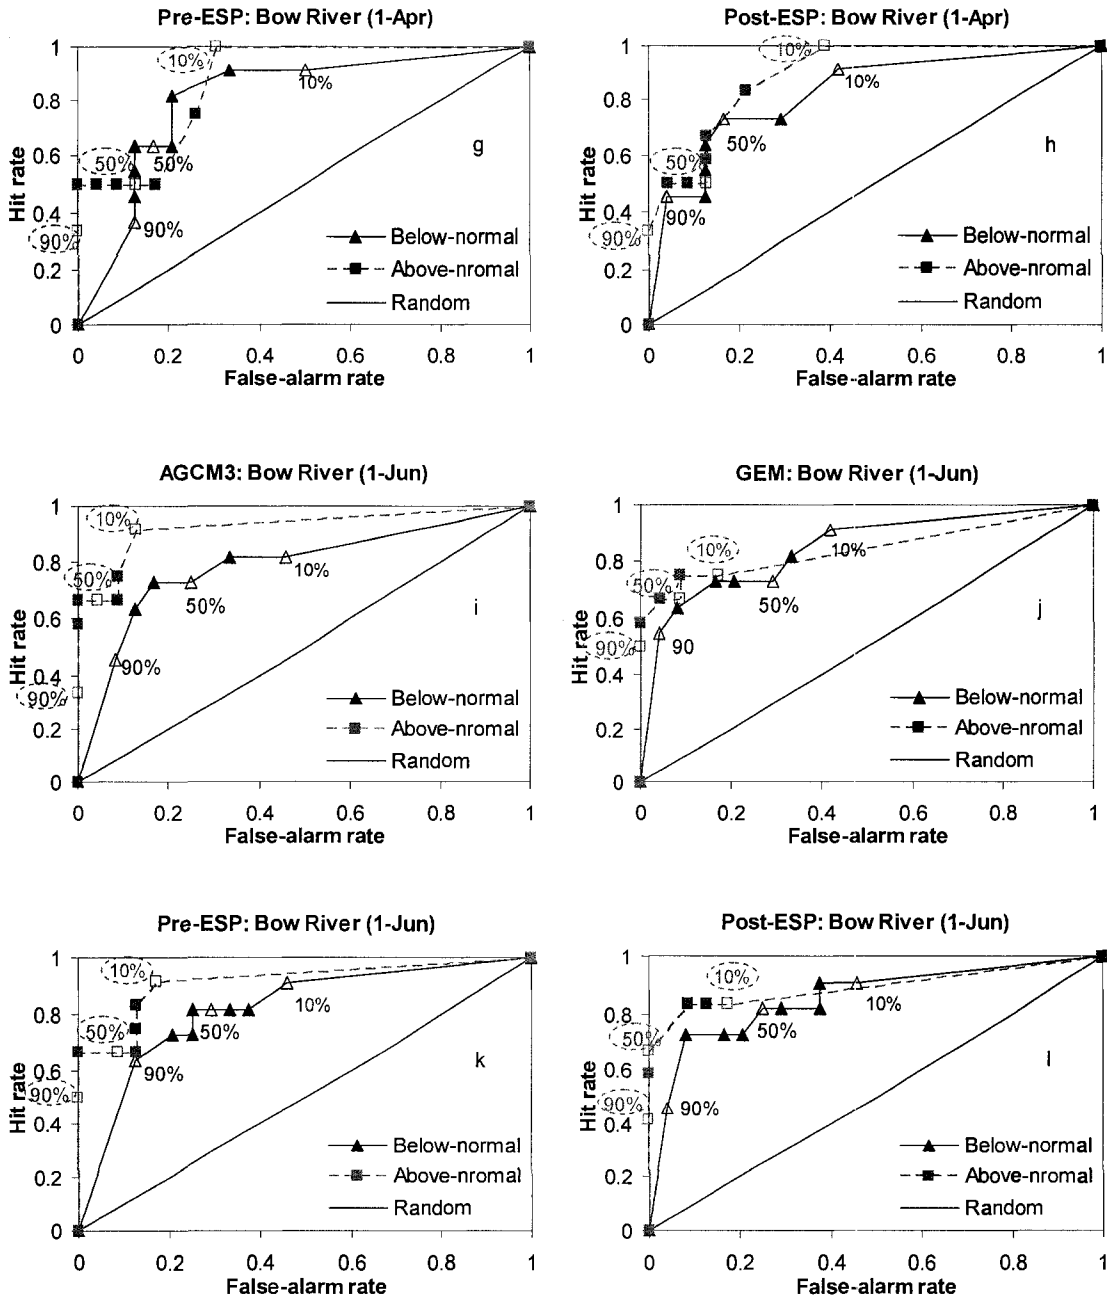 Pre-ESP: Bow River (1-Apr)
1
0.8
0.6
0.4
0.2
0
Hit rate
10%
10%
50%
50%
90%
90%
g
Below-normal
Above-nromal
Random
0 0.2 0.4 0.6 0.8 1
False-alarm rate
Post-ESP: Bow River (1-Apr)
1
0.8
0.6
0.4
0.2
0
Hit rate
10%
10%
50%
50%
90%
90%
h
Below-normal
Above-nromal
Random
0 0.2 0.4 0.6 0.8 1
False-alarm rate
AGCM3: Bow River (1-Jun)
1
0.8
0.6
0.4
0.2
0
Hit rate
10%
10%
50%
50%
90%
90%
i
Below-normal
Above-nromal
Random
0 0.2 0.4 0.6 0.8 1
False-alarm rate
GEM: Bow River (1-Jun)
1
0.8
0.6
0.4
0.2
0
Hit rate
10%
10%
50%
50%
90%
90
j
Below-normal
Above-nromal
Random
0 0.2 0.4 0.6 0.8 1
False-alarm rate
Pre-ESP: Bow River (1-Jun)
1
0.8
0.6
0.4
0.2
0
Hit rate
10%
10%
50%
50%
90%
90%
k
Below-normal
Above-nromal
Random
0 0.2 0.4 0.6 0.8 1
False-alarm rate
Post-ESP: Bow River (1-Jun)
1
0.8
0.6
0.4
0.2
0
Hit rate
10%
10%
50%
50%
90%
90%
l
Below-normal
Above-nromal
Random
0 0.2 0.4 0.6 0.8 1
False-alarm rate